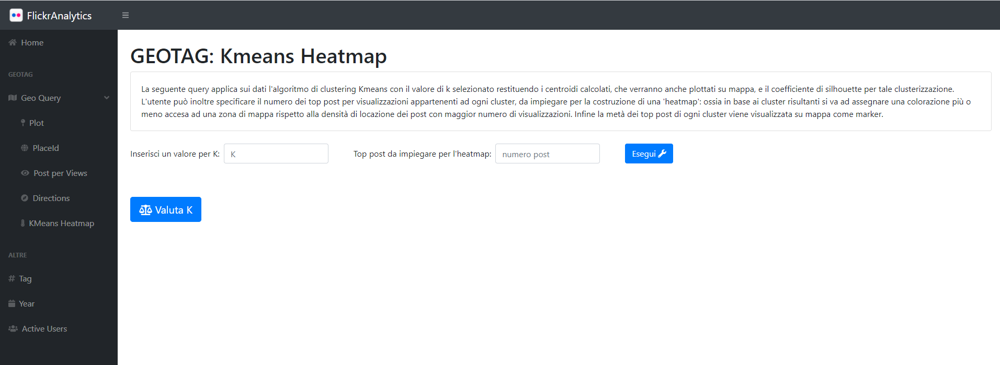 FlickrAnalytics
Home
GEOTAG
Geo Query
Plot
PlaceId
Post per Views
Directions
KMeans Heatmap
ALTRE
Tag
Year
Active Users
GEOTAG: Kmeans Heatmap
La seguente query applica sui dati l'algoritmo di clustering Kmeans con il valore di k selezionato restituendo i centroidi calcolati, che verranno anche plottati su mappa, e il coefficiente di silhouette per tale clusterizzazione.
L'utente può inoltre specificare il numero dei top post per visualizzazioni appartenenti ad ogni cluster, da impiegare per la costruzione di una 'heatmap': ossia in base ai cluster risultanti si va ad assegnare una colorazione più o
meno accesa ad una zona di mappa rispetto alla densità di locazione dei post con maggior numero di visualizzazioni. Infine la metà dei top post di ogni cluster viene visualizzata su mappa come marker.
Inserisci un valore per K: K Top post da impiegare per l'heatmap: numero post Esegui
Valuta K